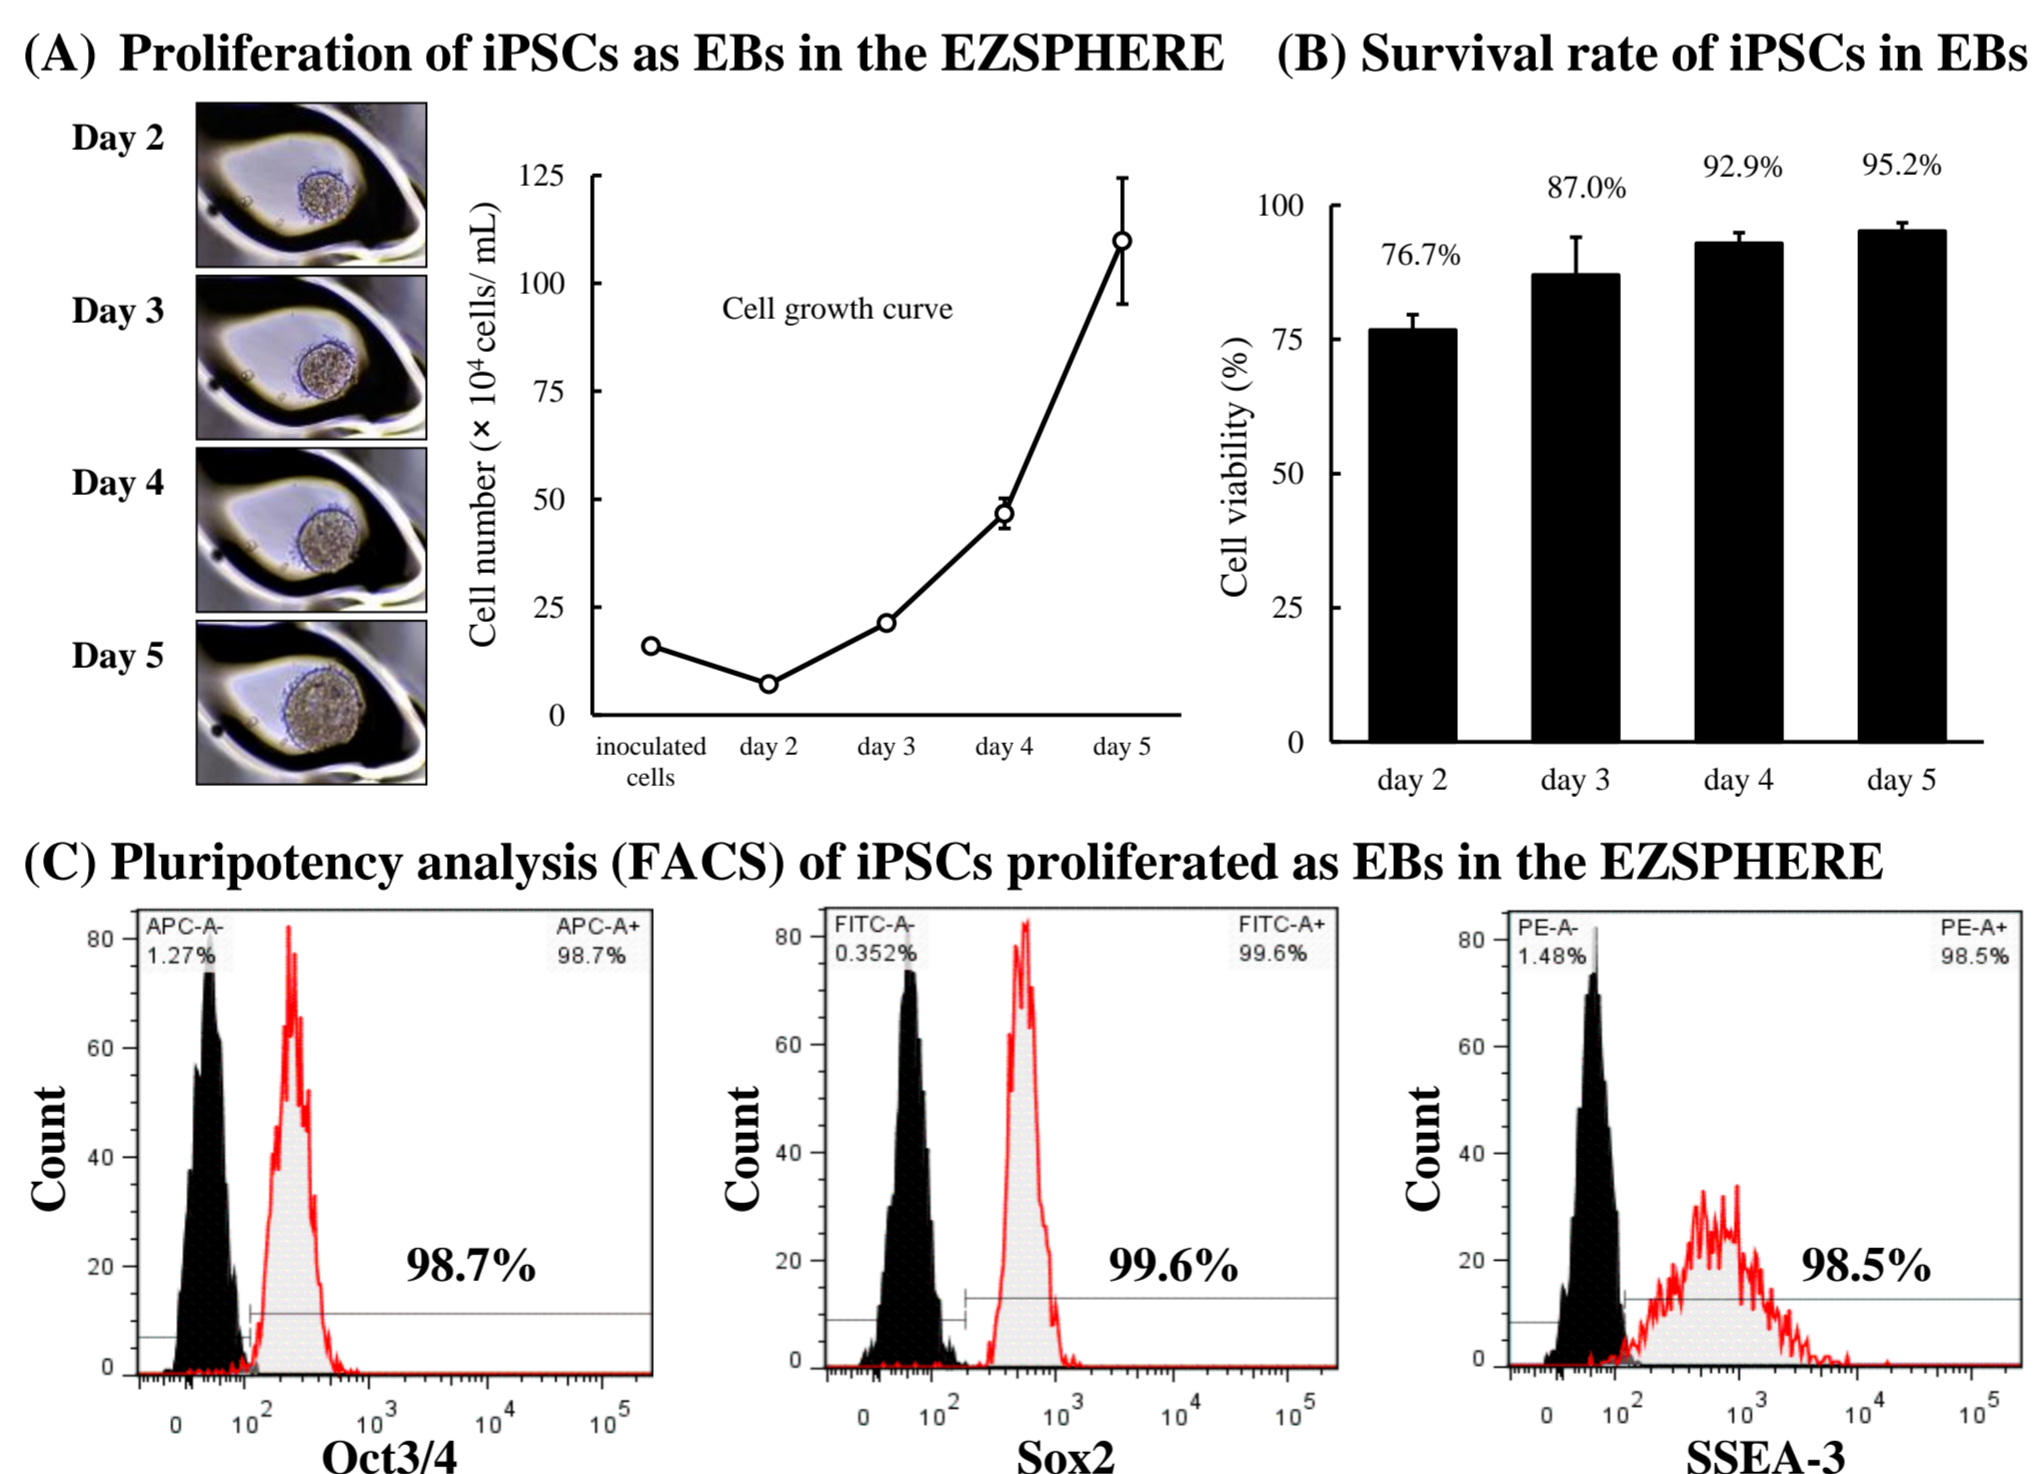 (A) Proliferation of iPSCs as EBs in the EZSPHERE
Day 2
Day 3
Day 4
Day 5
Cell number (× 10⁴ cells/ mL)
125
100
75
50
25
0
Cell growth curve
inoculated cells
day 2
day 3
day 4
day 5
(B) Survival rate of iPSCs in EBs
Cell viability (%)
100
75
50
25
0
76.7%
87.0%
92.9%
95.2%
day 2
day 3
day 4
day 5
(C) Pluripotency analysis (FACS) of iPSCs proliferated as EBs in the EZSPHERE
Count
80
60
40
20
0
APC-A-
1.27%
APC-A+
98.7%
98.7%
0
10²
10³
10⁴
10⁵
Oct3/4
Count
80
60
40
20
0
FITC-A-
0.352%
FITC-A+
99.6%
99.6%
0
10²
10³
10⁴
10⁵
Sox2
Count
80
60
40
20
0
PE-A-
1.48%
PE-A+
98.5%
98.5%
0
10²
10³
10⁴
10⁵
SSEA-3